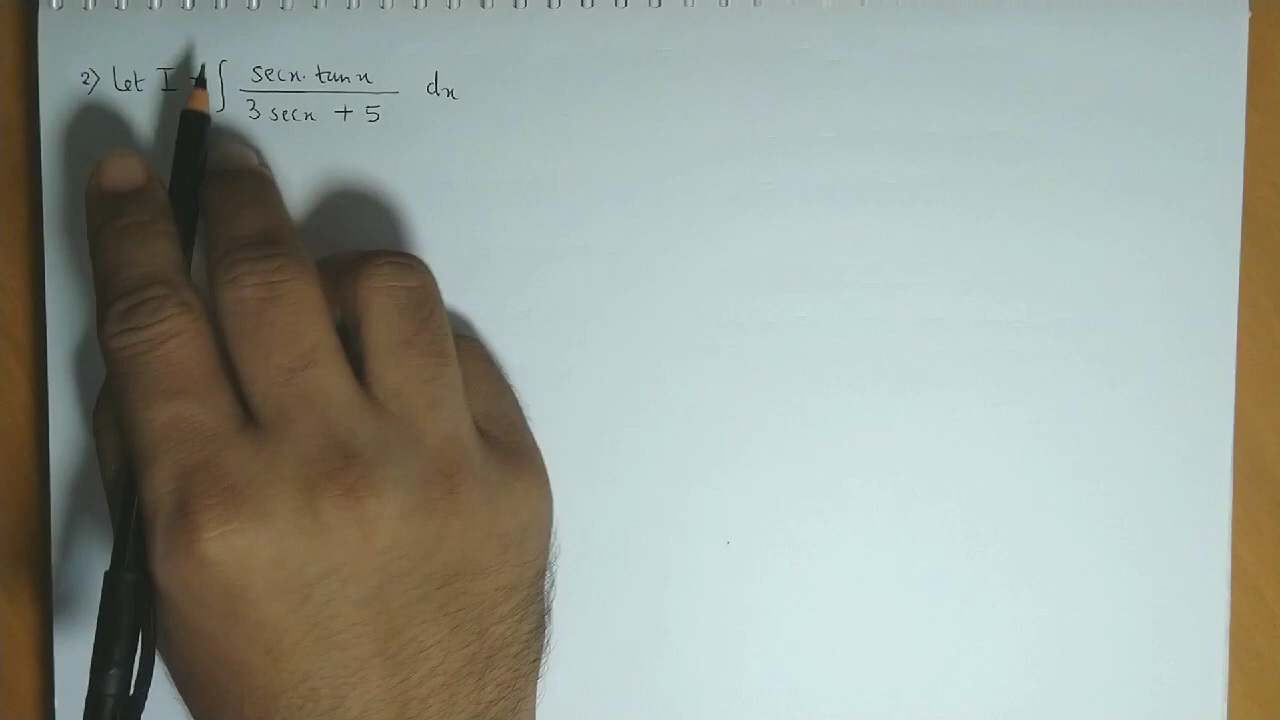 2) Let I = ∫ secx. tanx / 3 secx + 5 dx